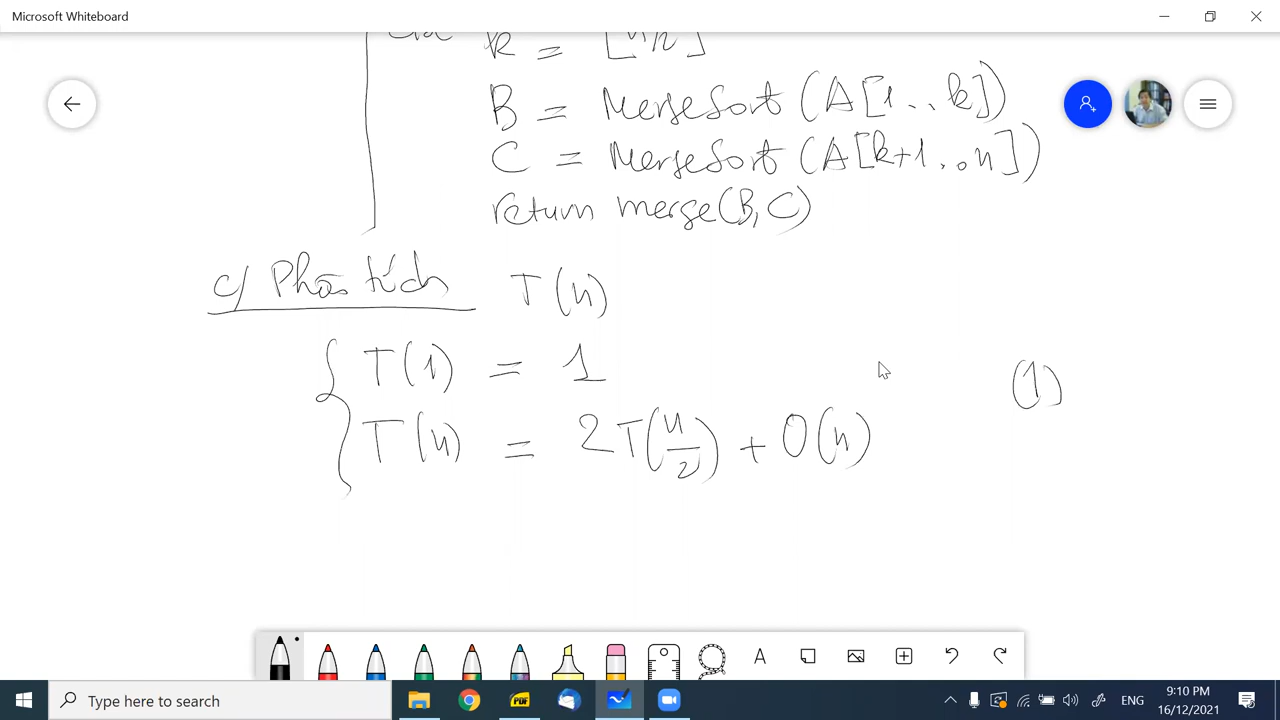 Microsoft Whiteboard
k = [n/2]
B = MergeSort (A[1..k])
C = MergeSort (A[k+1..n])
return merge(B,C)
c/ Phân tích T(n)
T(1) = 1
(1)
T(n) = 2T(n/2) + O(n)
A
Type here to search
PDF
ENG
9:10 PM
16/12/2021